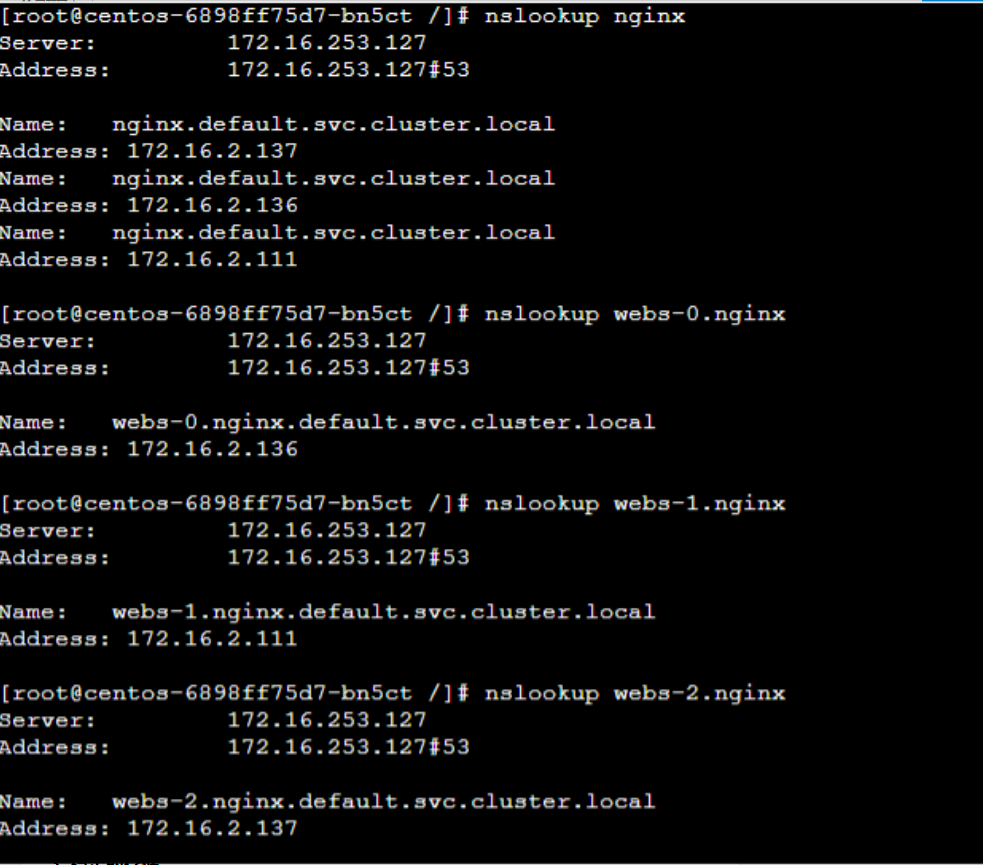 [root@centos-6898ff75d7-bn5ct /]# nslookup nginx
Server:         172.16.253.127
Address:        172.16.253.127#53

Name:   nginx.default.svc.cluster.local
Address: 172.16.2.137
Name:   nginx.default.svc.cluster.local
Address: 172.16.2.136
Name:   nginx.default.svc.cluster.local
Address: 172.16.2.111

[root@centos-6898ff75d7-bn5ct /]# nslookup webs-0.nginx
Server:         172.16.253.127
Address:        172.16.253.127#53

Name:   webs-0.nginx.default.svc.cluster.local
Address: 172.16.2.136

[root@centos-6898ff75d7-bn5ct /]# nslookup webs-1.nginx
Server:         172.16.253.127
Address:        172.16.253.127#53

Name:   webs-1.nginx.default.svc.cluster.local
Address: 172.16.2.111

[root@centos-6898ff75d7-bn5ct /]# nslookup webs-2.nginx
Server:         172.16.253.127
Address:        172.16.253.127#53

Name:   webs-2.nginx.default.svc.cluster.local
Address: 172.16.2.137